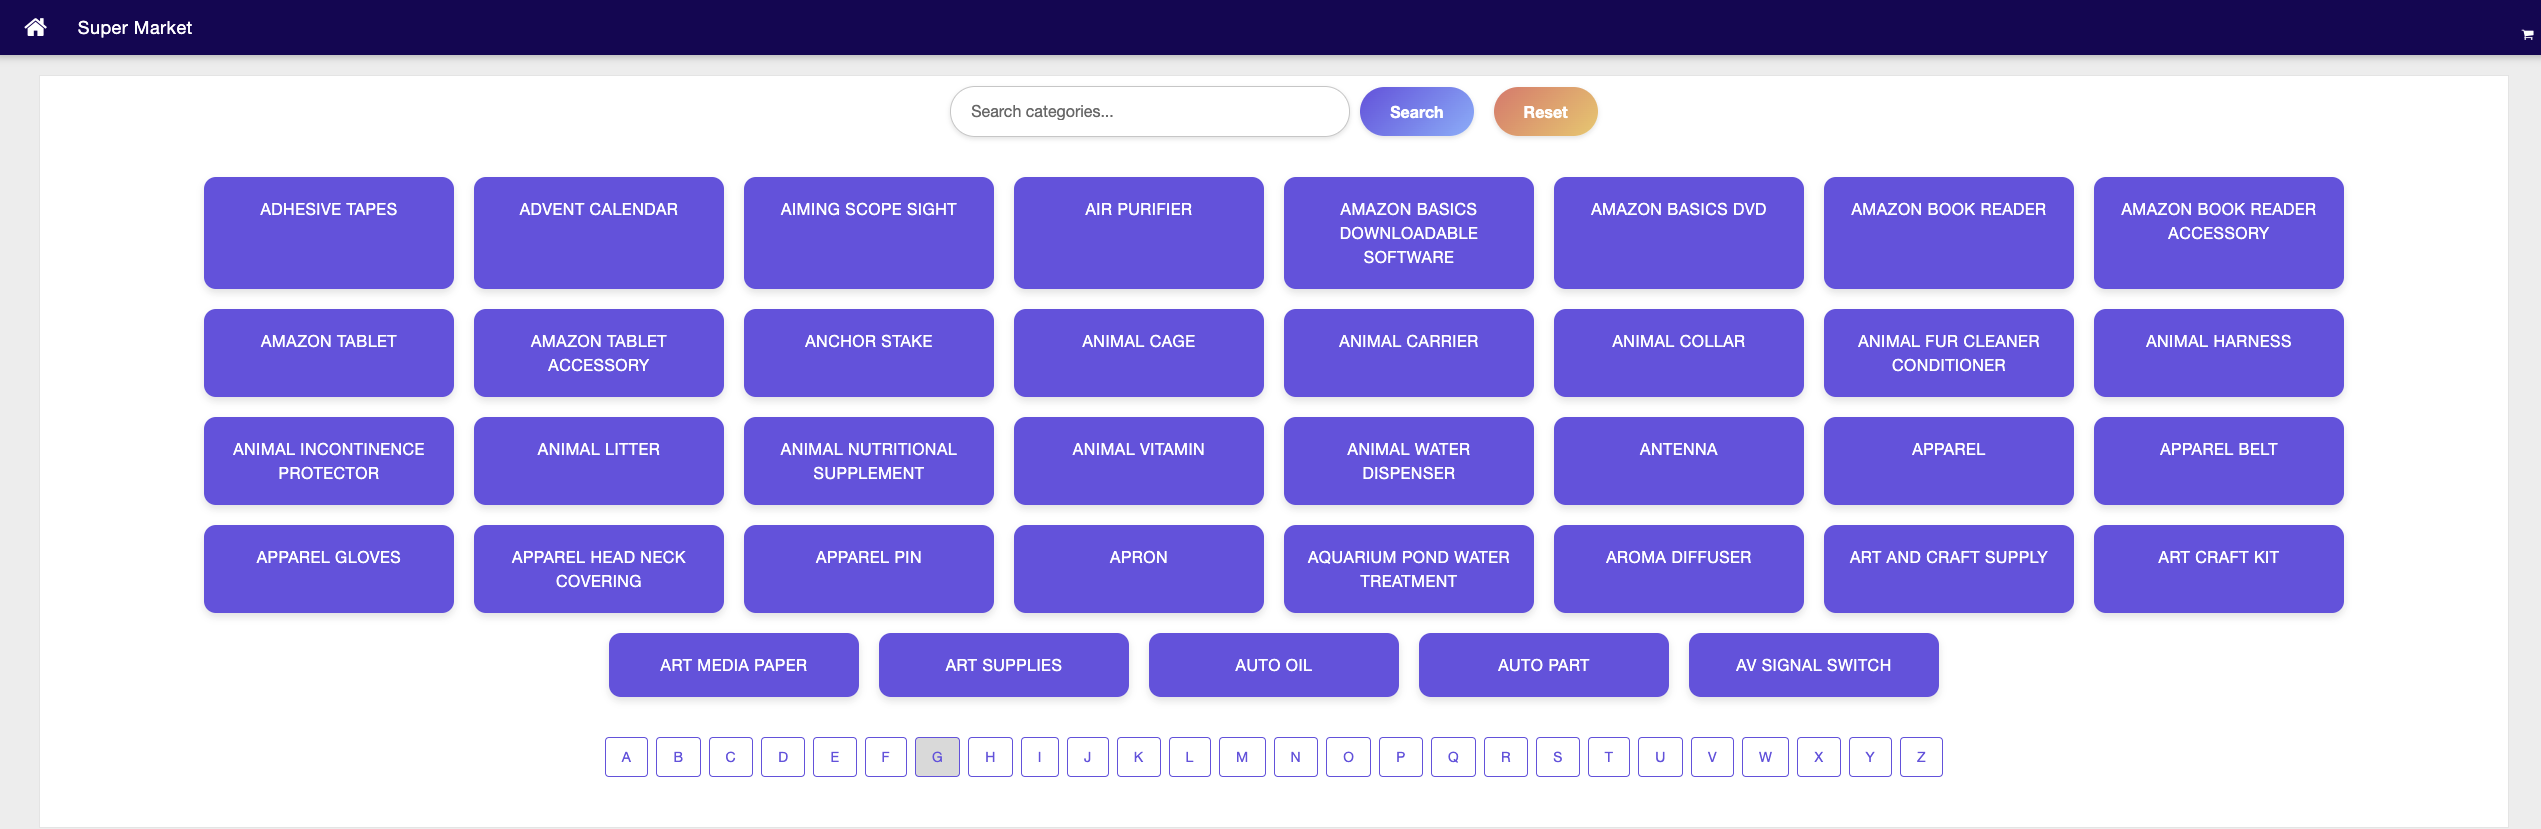 Super Market
Search categories...
Search
Reset
ADHESIVE TAPES
ADVENT CALENDAR
AIMING SCOPE SIGHT
AIR PURIFIER
AMAZON BASICS
DOWNLOADABLE
SOFTWARE
AMAZON BASICS DVD
AMAZON BOOK READER
AMAZON BOOK READER
ACCESSORY
AMAZON TABLET
AMAZON TABLET
ACCESSORY
ANCHOR STAKE
ANIMAL CAGE
ANIMAL CARRIER
ANIMAL COLLAR
ANIMAL FUR CLEANER
CONDITIONER
ANIMAL HARNESS
ANIMAL INCONTINENCE
PROTECTOR
ANIMAL LITTER
ANIMAL NUTRITIONAL
SUPPLEMENT
ANIMAL VITAMIN
ANIMAL WATER
DISPENSER
ANTENNA
APPAREL
APPAREL BELT
APPAREL GLOVES
APPAREL HEAD NECK
COVERING
APPAREL PIN
APRON
AQUARIUM POND WATER
TREATMENT
AROMA DIFFUSER
ART AND CRAFT SUPPLY
ART CRAFT KIT
ART MEDIA PAPER
ART SUPPLIES
AUTO OIL
AUTO PART
AV SIGNAL SWITCH
A B C D E F G H I J K L M N O P Q R S T U V W X Y Z